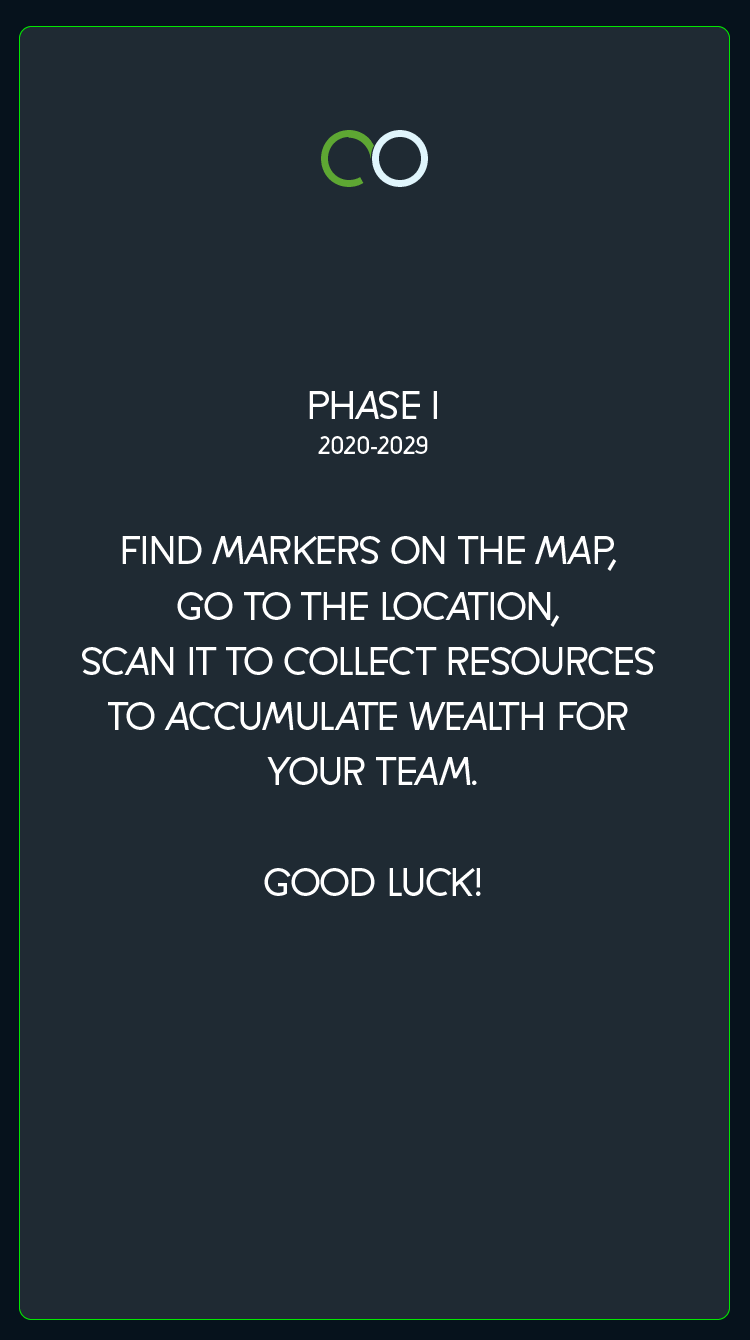 PHASE I
2020-2029
FIND MARKERS ON THE MAP,
GO TO THE LOCATION,
SCAN IT TO COLLECT RESOURCES
TO ACCUMULATE WEALTH FOR
YOUR TEAM.
GOOD LUCK!